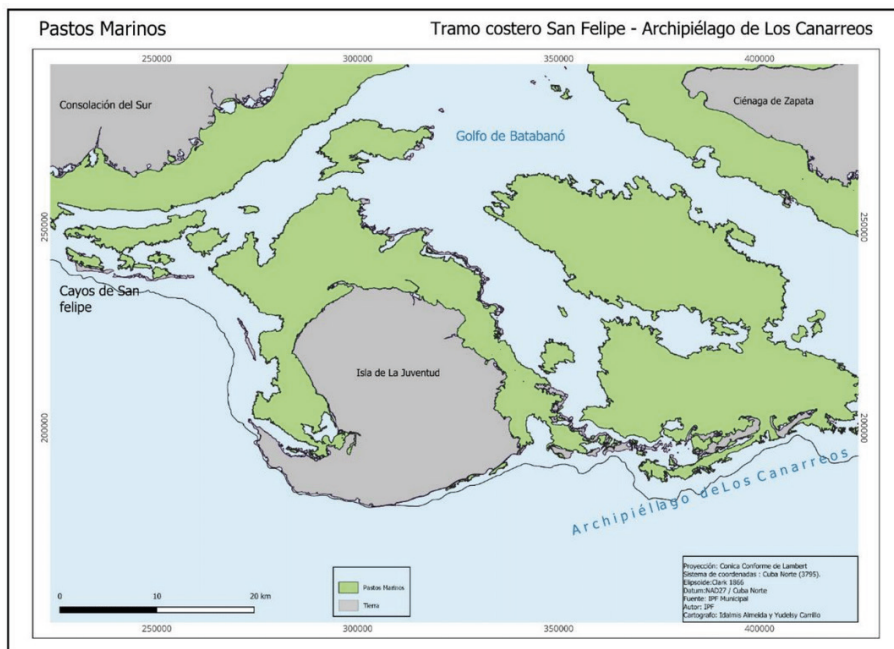 Pastos Marinos
Tramo costero San Felipe - Archipiélago de Los Canarreos
250000
300000
350000
400000
Consolación del Sur
Ciénaga de Zapata
Golfo de Batabanó
250000
250000
Cayos de San
felipe
Isla de La Juventud
200000
200000
Archipiéllago de Los Canarreos
Pastos Marinos
Tierra
0
10
20 km
Proyección: Conica Conforme de Lambert
Sistema de coordenadas : Cuba Norte (3795).
Elipsoide:Clark 1866
Datum:NAD27 / Cuba Norte
Fuente: IPF Municipal
Autor: IPF
Cartografo: Idalmis Almeida y Yudelsy Carrillo
250000
300000
350000
400000